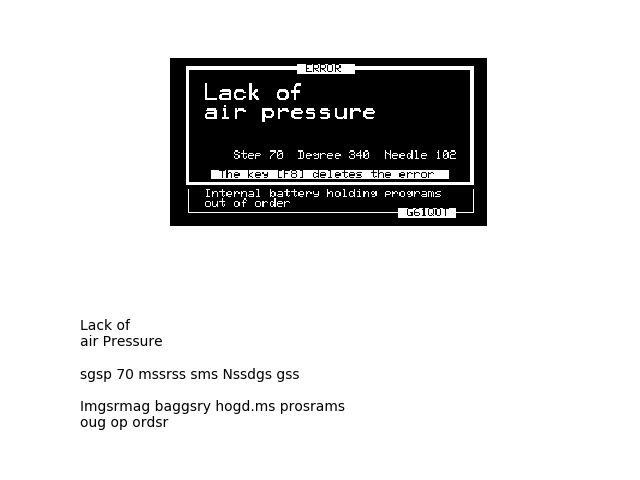 ERROR
Lack of
air pressure
Step 70 Degree 340 Needle 102
The key [F8] deletes the error
Internal battery holding programs
out of order
G61Q0T
Lack of
air Pressure
sgsp 70 mssrss sms Nssdgs gss
Imgsrmag baggsry hogd.ms prosrams
oug op ordsr